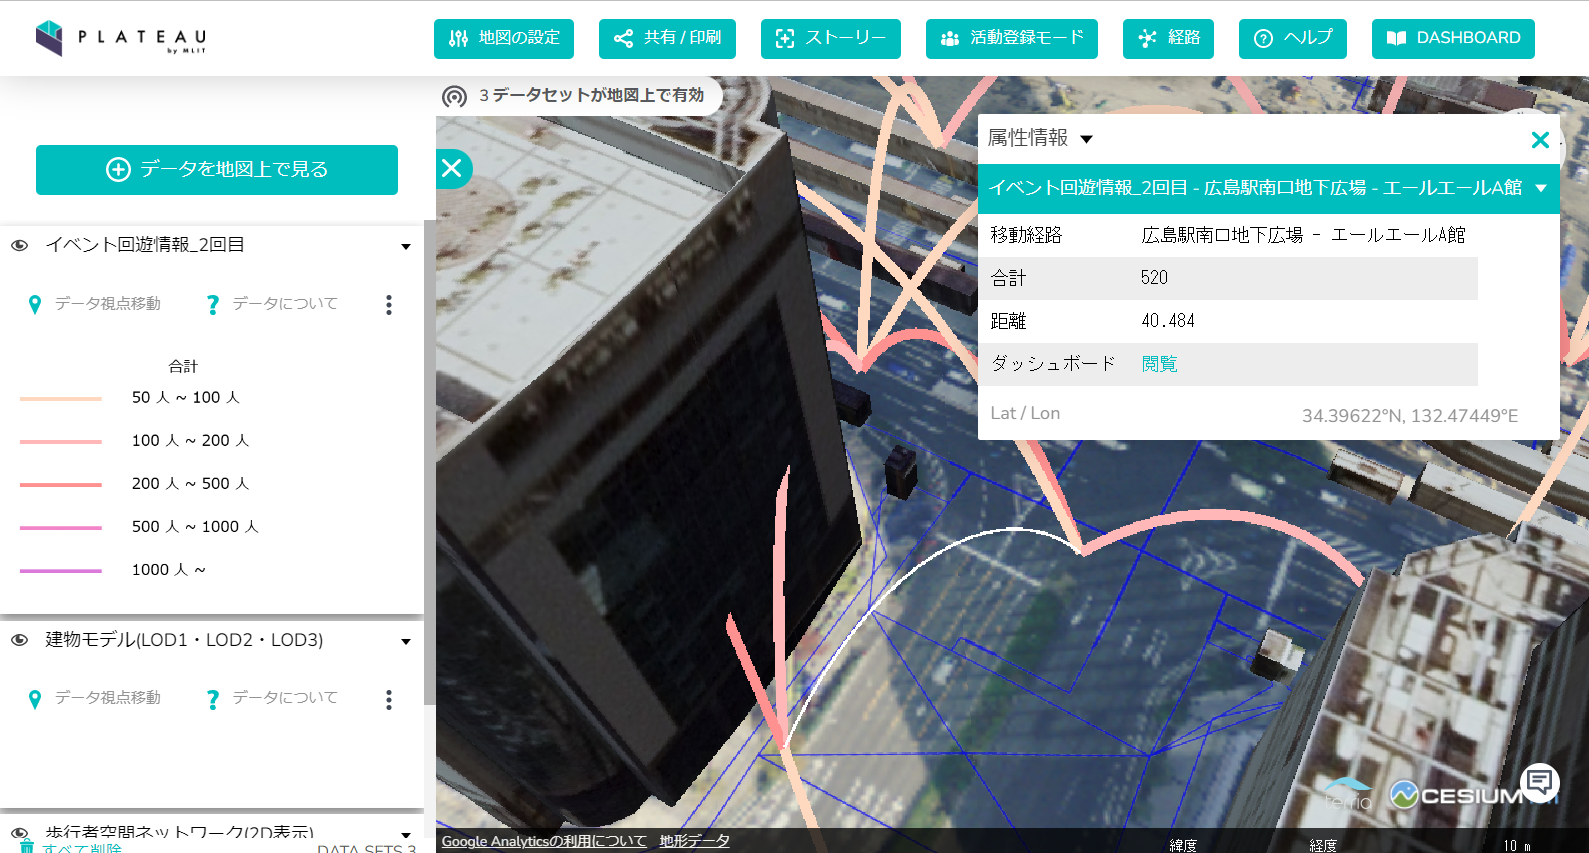 PLATEAU
by MLIT
地図の設定
共有 / 印刷
ストーリー
活動登録モード
経路
ヘルプ
DASHBOARD
3 データセットが地図上で有効
データを地図上で見る
イベント回遊情報_2回目
データ視点移動
データについて
合計
50 人 ~ 100 人
100 人 ~ 200 人
200 人 ~ 500 人
500 人 ~ 1000 人
1000 人 ~
建物モデル(LOD1・LOD2・LOD3)
データ視点移動
データについて
歩行者空間ネットワーク(2D表示)
すべて削除
DATA SETS 3
属性情報
イベント回遊情報_2回目 - 広島駅南口地下広場 - エールエールA館
移動経路 広島駅南口地下広場 - エールエールA館
合計 520
距離 40.484
ダッシュボード 閲覧
Lat / Lon 34.39622°N, 132.47449°E
terria
CESIUM
Google Analyticsの利用について
地形データ
緯度
経度
10 m